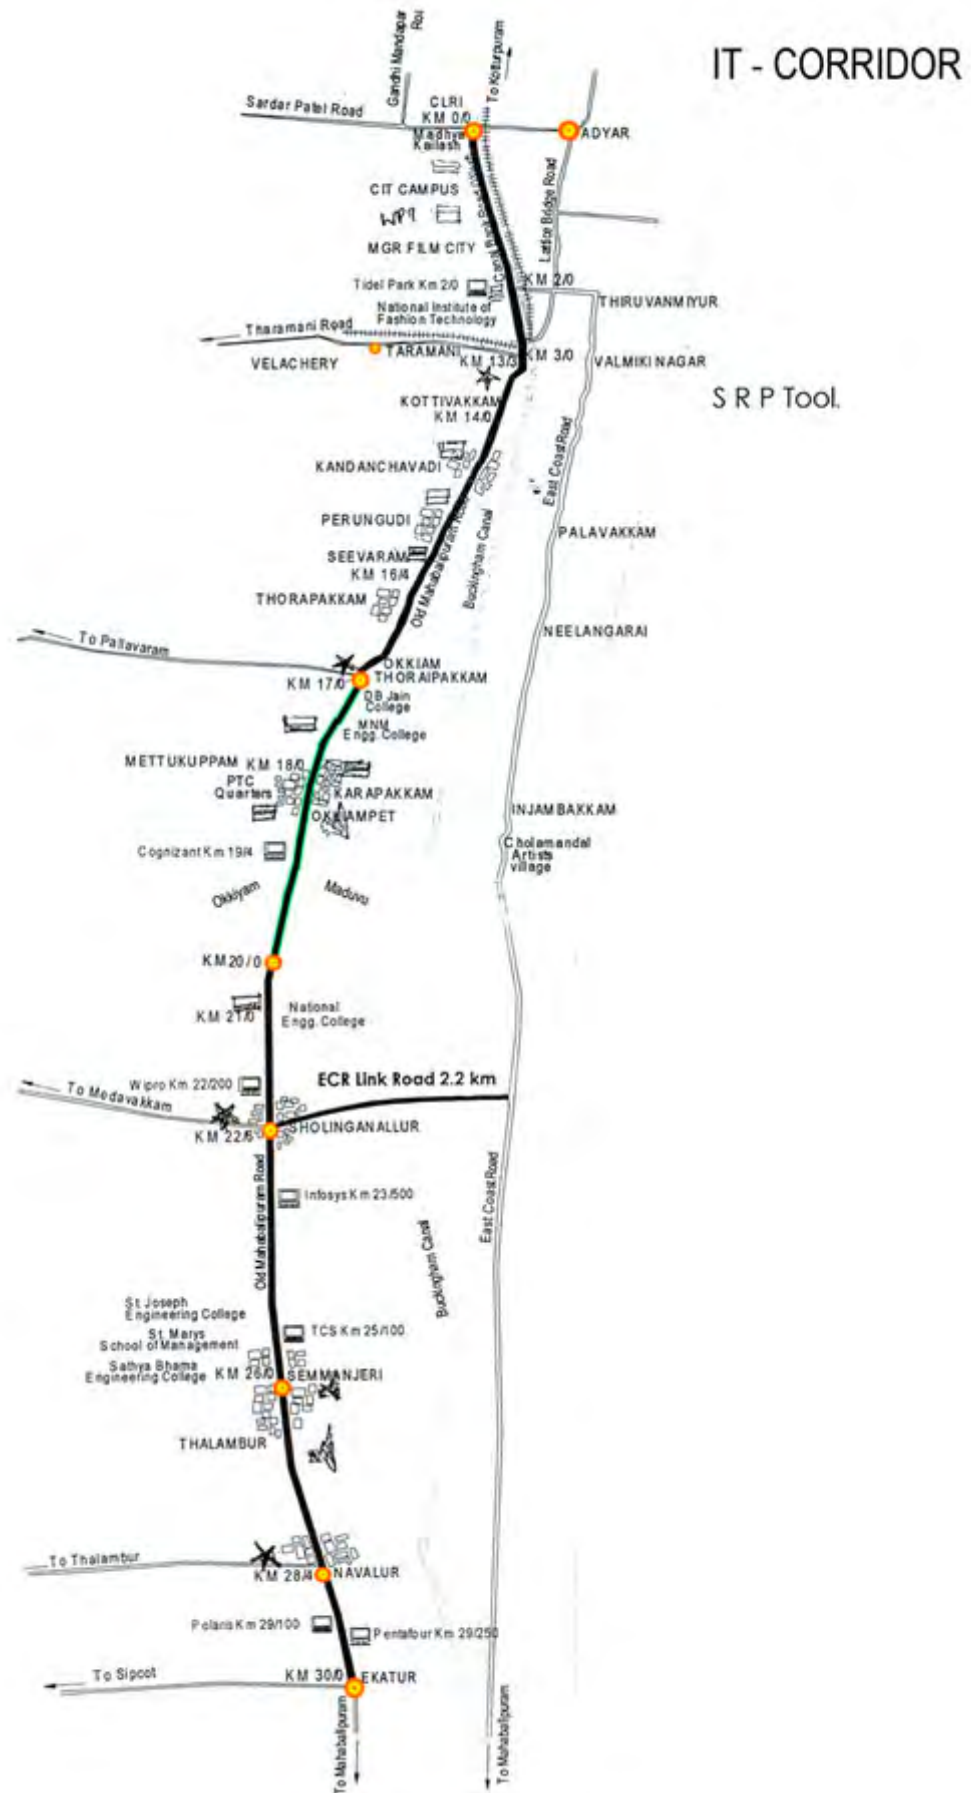 IT - CORRIDOR
To Kotturpuram
Gandhi Mandapar
Roa
Sardar Patel Road
CLRI
KM 0/0
Madhya
Kailash
ADYAR
CIT CAMPUS
Lattice Bridge Road
MGR FILM CITY
Tidel Park Km 2/0
KM 2/0
THIRUVANMIYUR
National Institute of
Fashion Technology
Tharamani Road
TARAMANI
KM 13/3
KM 3/0
VALMIKI NAGAR
VELACHERY
S R P Tool.
KOTTIVAKKAM
KM 14/0
East Coast Road
KANDANCHAVADI
PERUNGUDI
Old Mahabalipuram Road
Buckingham Canal
PALAVAKKAM
SEEVARAM
KM 16/4
THORAPAKKAM
NEELANGARAI
To Pallavaram
OKKIAM
THORAIPAKKAM
KM 17/0
DB Jain
College
MNM
Engg. College
METTUKUPPAM KM 18/0
PTC
Quarters
KARAPAKKAM
OKKIAMPET
INJAMBAKKAM
Cholamandal
Artists
village
Cognizant Km 19/4
Okkiyam
Maduvu
KM 20/0
KM 21/0
National
Engg. College
Wipro Km 22/200
ECR Link Road 2.2 km
To Medavakkam
KM 22/6
SHOLINGANALLUR
Old Mahabalipuram Road
Infosys Km 23/500
East Coast Road
Buckingham Canal
St. Joseph
Engineering College
St. Marys
School of Management
TCS Km 25/100
Sathya Bhama
Engineering College
KM 26/0
SEMMANJERI
THALAMBUR
To Thalambur
KM 28/4
NAVALUR
Polaris Km 29/100
Pentafour Km 29/250
To Sipcot
KM 30/0
EKATUR
To Mahabalipuram
To Mahabalipuram